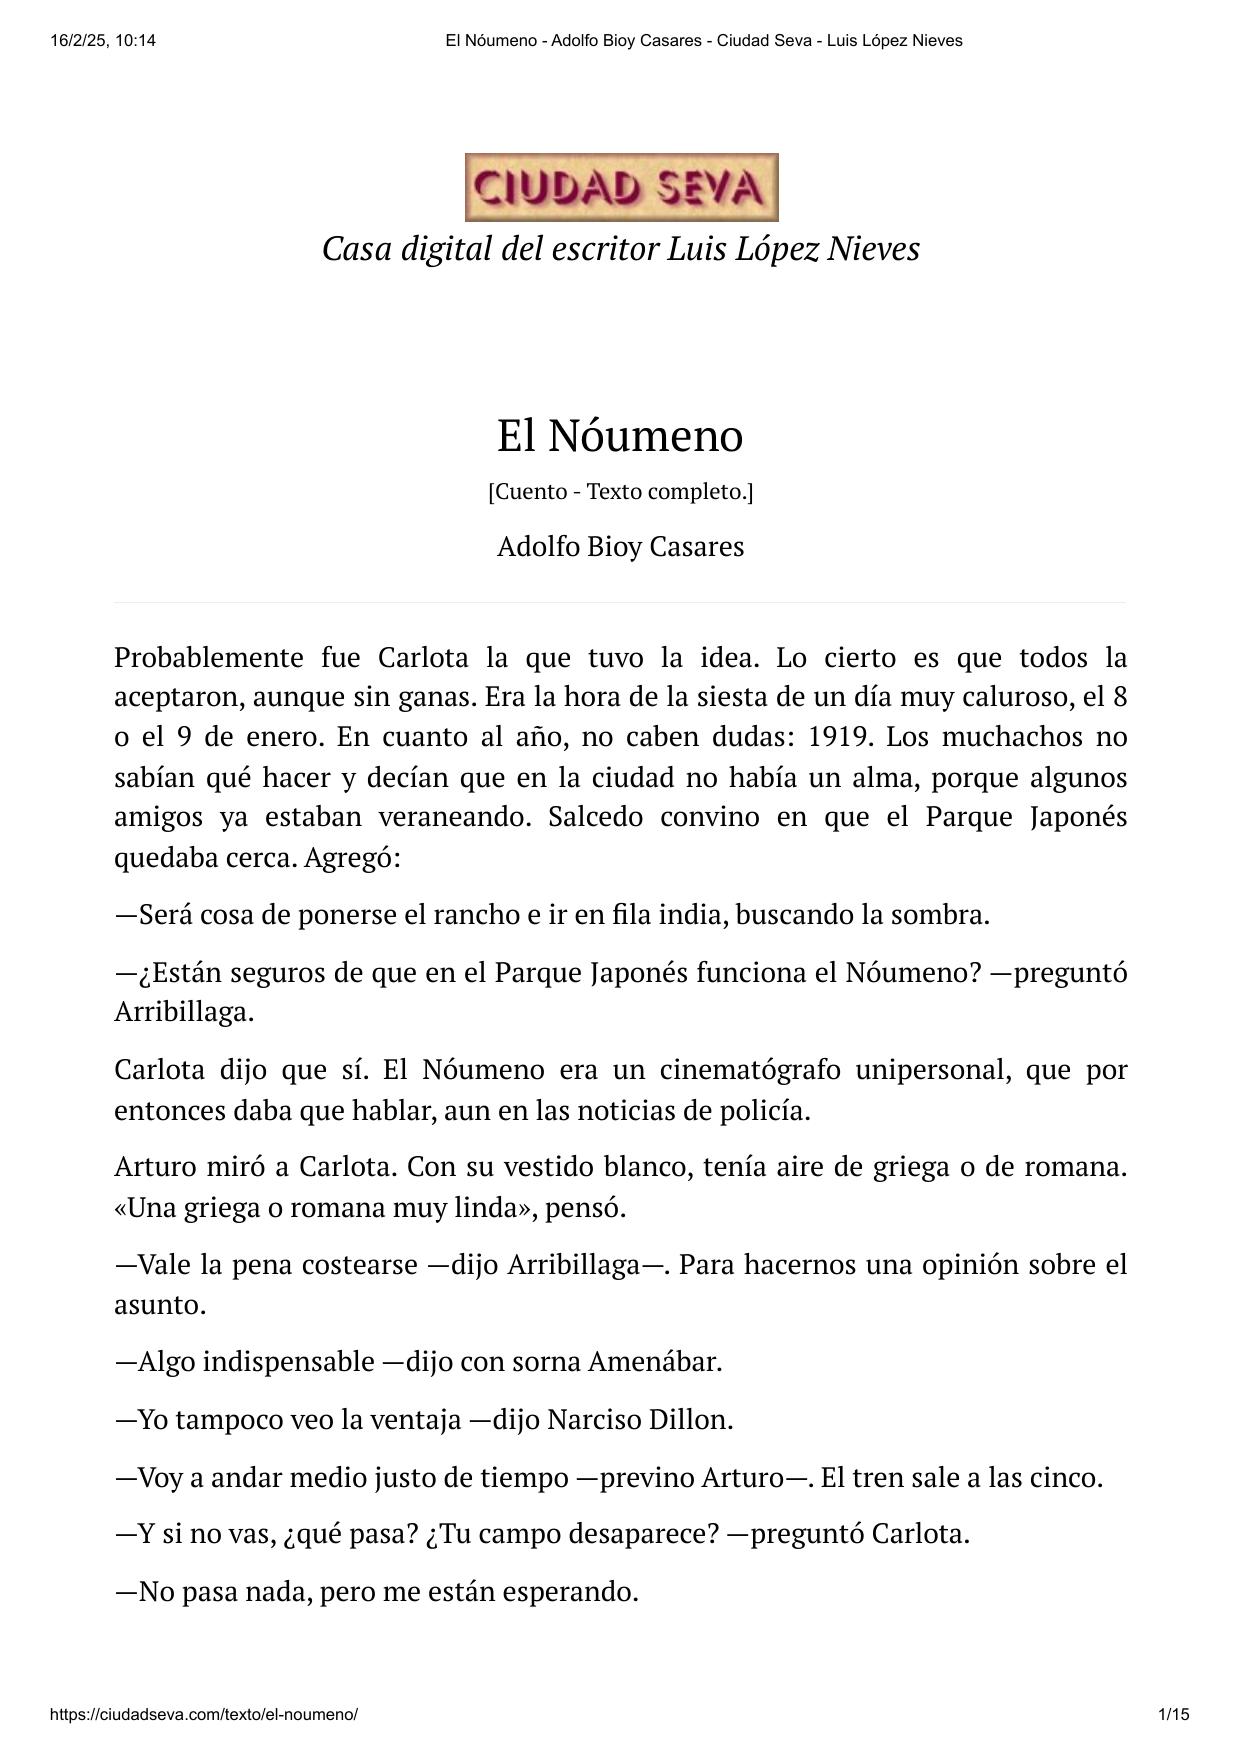 16/2/25, 10:14
El Nóumeno - Adolfo Bioy Casares - Ciudad Seva - Luis López Nieves
CIUDAD SEVA
Casa digital del escritor Luis López Nieves
El Nóumeno
[Cuento - Texto completo.]
Adolfo Bioy Casares
Probablemente fue Carlota la que tuvo la idea. Lo cierto es que todos la
aceptaron, aunque sin ganas. Era la hora de la siesta de un día muy caluroso, el 8
o el 9 de enero. En cuanto al año, no caben dudas: 1919. Los muchachos no
sabían qué hacer y decían que en la ciudad no había un alma, porque algunos
amigos ya estaban veraneando. Salcedo convino en que el Parque Japonés
quedaba cerca. Agregó:
—Será cosa de ponerse el rancho e ir en fila india, buscando la sombra.
—¿Están seguros de que en el Parque Japonés funciona el Nóumeno? —preguntó
Arribillaga.
Carlota dijo que sí. El Nóumeno era un cinematógrafo unipersonal, que por
entonces daba que hablar, aun en las noticias de policía.
Arturo miró a Carlota. Con su vestido blanco, tenía aire de griega o de romana.
«Una griega o romana muy linda», pensó.
—Vale la pena costearse —dijo Arribillaga—. Para hacernos una opinión sobre el
asunto.
—Algo indispensable —dijo con sorna Amenábar.
—Yo tampoco veo la ventaja —dijo Narciso Dillon.
—Voy a andar medio justo de tiempo —previno Arturo—. El tren sale a las cinco.
—Y si no vas, ¿qué pasa? ¿Tu campo desaparece? —preguntó Carlota.
—No pasa nada, pero me están esperando.
https://ciudadseva.com/texto/el-noumeno/
1/15